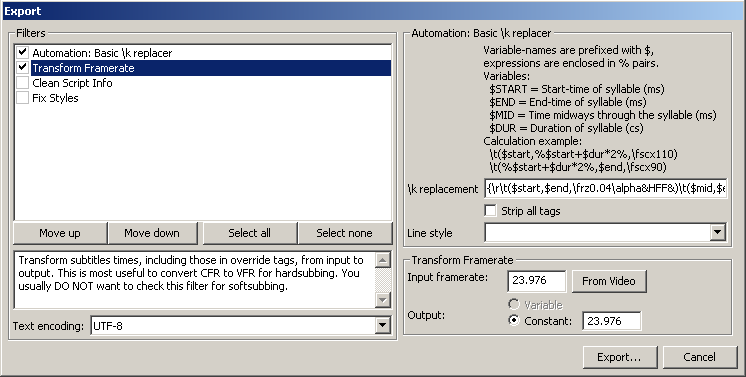 Export
Filters
Automation: Basic \k replacer
Transform Framerate
Clean Script Info
Fix Styles
Move up
Move down
Select all
Select none
Transform subtitles times, including those in override tags, from input to
output. This is most useful to convert CFR to VFR for hardsubbing. You
usually DO NOT want to check this filter for softsubbing.
Text encoding: UTF-8
Automation: Basic \k replacer
Variable-names are prefixed with $,
expressions are enclosed in % pairs.
Variables:
$START = Start-time of syllable (ms)
$END = End-time of syllable (ms)
$MID = Time midways through the syllable (ms)
$DUR = Duration of syllable (cs)
Calculation example:
\t($start,%$start+$dur*2%,\fscx110)
\t(%$start+$dur*2%,$end,\fscx90)
\k replacement {\r\t($start,$end,\frz0.04\alpha&HFF&)\t($mid,$e
Strip all tags
Line style
Transform Framerate
Input framerate: 23.976 From Video
Output: Variable
Constant: 23.976
Export...
Cancel